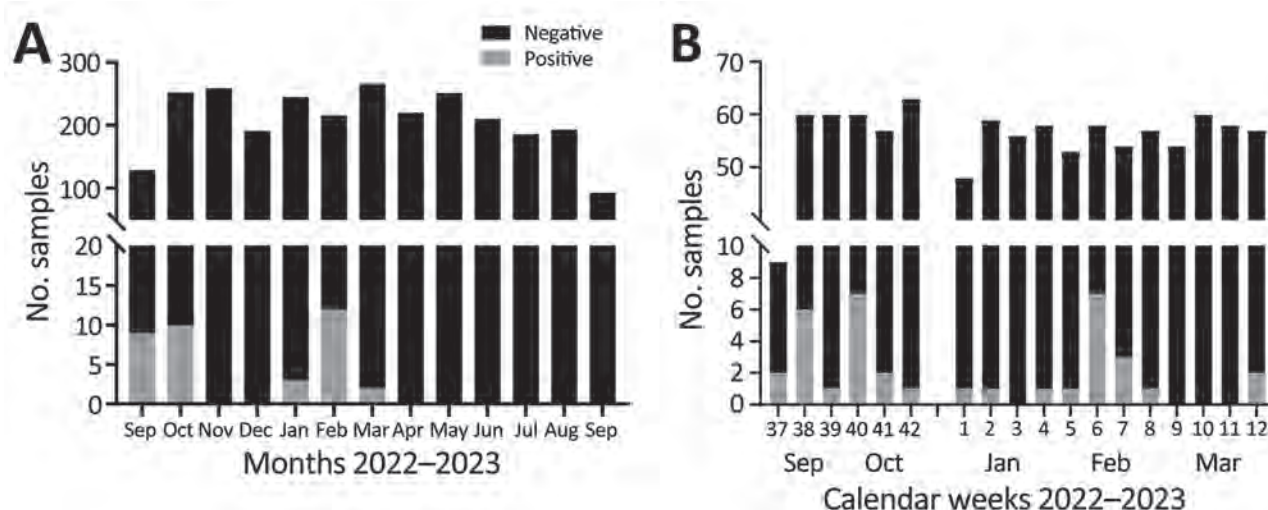 A
Negative
Positive
300
200
100
20
15
10
5
0
No. samples
Sep Oct Nov Dec Jan Feb Mar Apr May Jun Jul Aug Sep
Months 2022–2023
B
70
60
50
10
8
6
4
2
0
No. samples
37 38 39 40 41 42 1 2 3 4 5 6 7 8 9 10 11 12
Sep Oct Jan Feb Mar
Calendar weeks 2022–2023